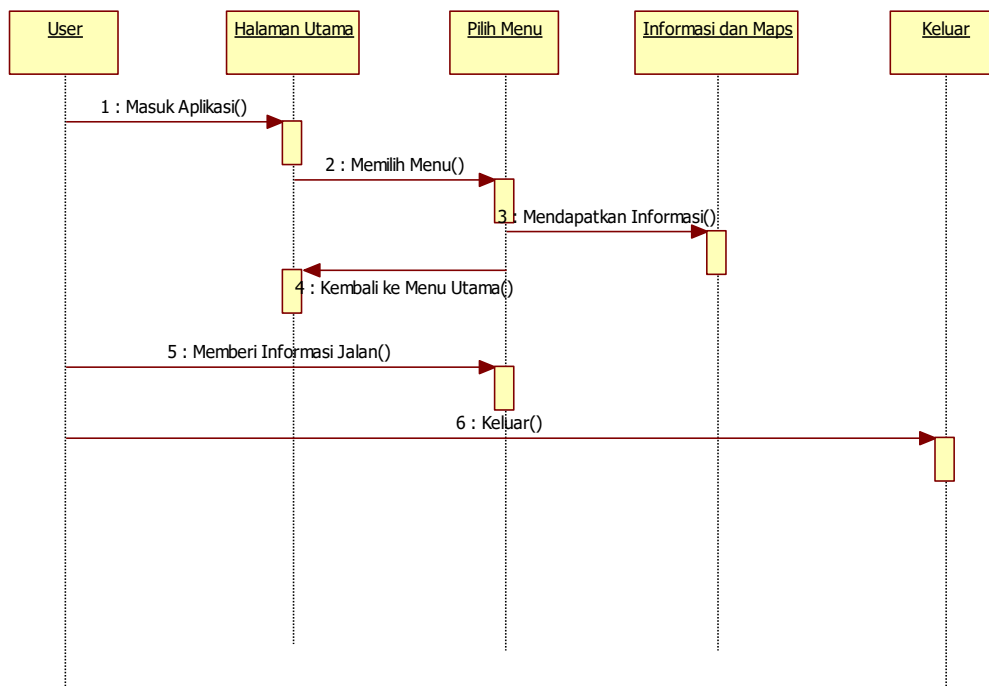 User
Halaman Utama
Pilih Menu
Informasi dan Maps
Keluar
1 : Masuk Aplikasi()
2 : Memilih Menu()
3 : Mendapatkan Informasi()
4 : Kembali ke Menu Utama()
5 : Memberi Informasi Jalan()
6 : Keluar()